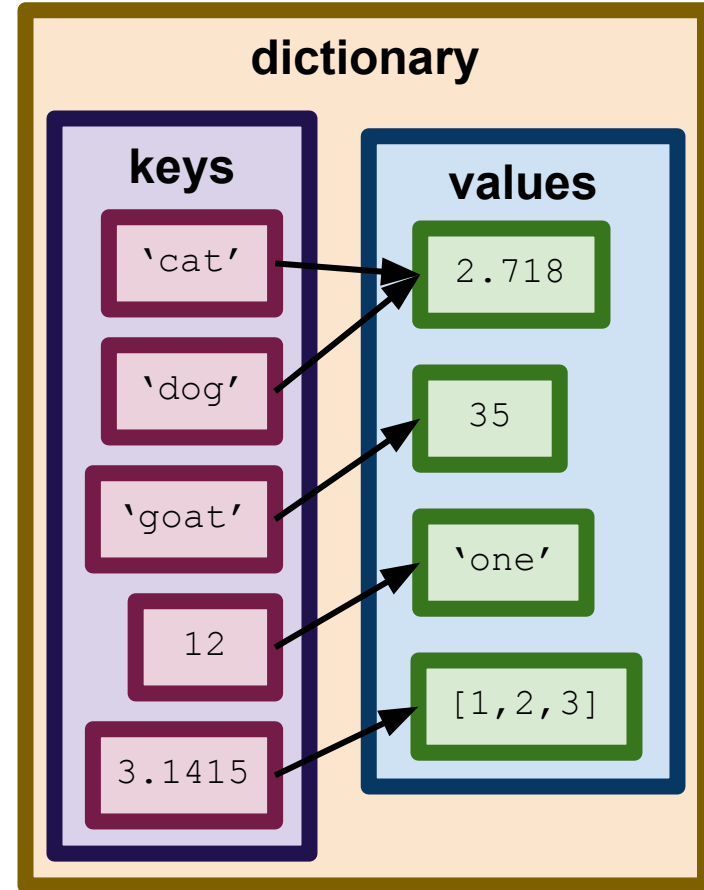 dictionary
keys
‘cat’
‘dog’
‘goat’
12
3.1415
values
2.718
35
‘one’
[1,2,3]